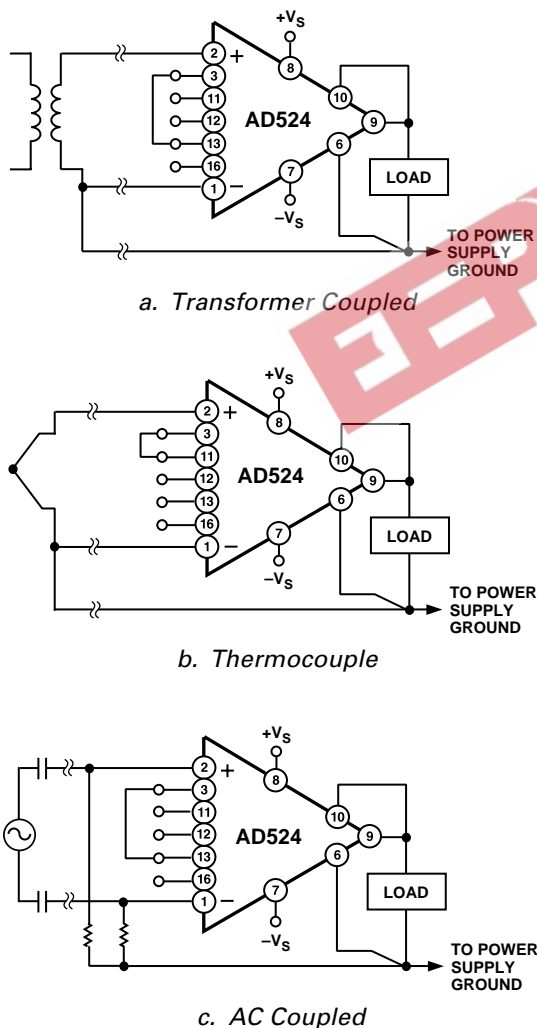 +VS
2
+
8
3
10
11
12
AD524
9
13
6
16
7
LOAD
1
−
−VS
TO POWER
SUPPLY
GROUND
a. Transformer Coupled
+VS
2
+
8
3
10
11
12
AD524
9
13
6
16
7
LOAD
1
−
−VS
TO POWER
SUPPLY
GROUND
b. Thermocouple
+VS
2
+
8
3
10
11
12
AD524
9
13
6
16
7
LOAD
1
−
−VS
TO POWER
SUPPLY
GROUND
c. AC Coupled